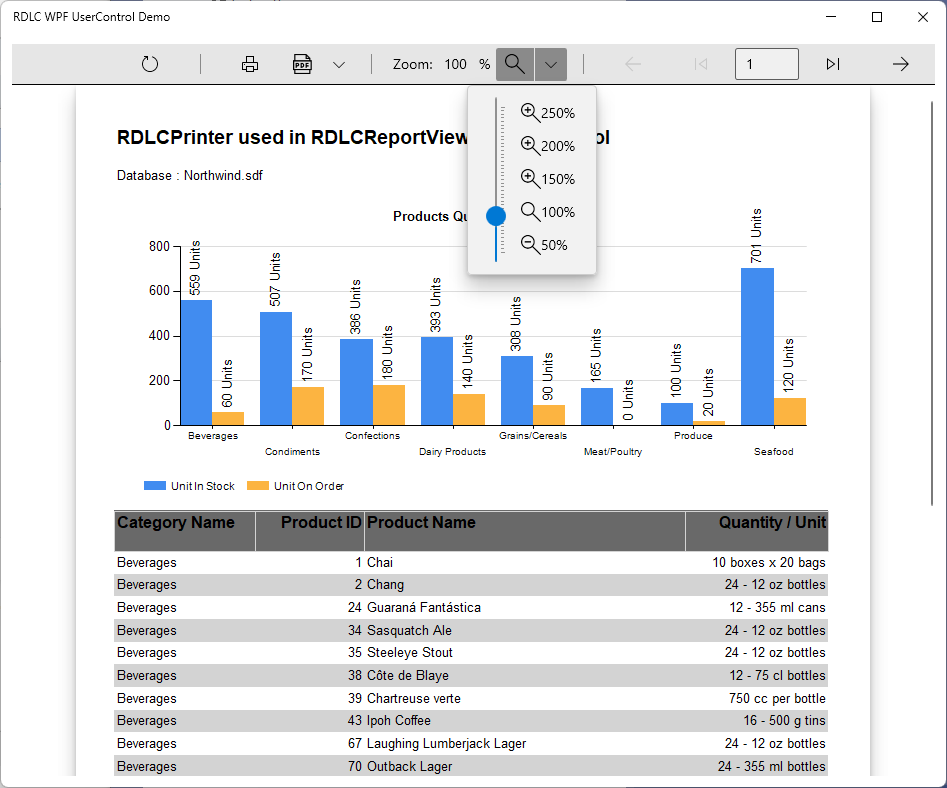 RDLC WPF UserControl Demo
PDF
Zoom: 100 %
1
250%
200%
150%
100%
50%
RDLCPrinter used in RDLCReportView ol
Database : Northwind.sdf
Products Qu
800
600
400
200
0
559 Units
60 Units
507 Units
170 Units
386 Units
180 Units
393 Units
140 Units
308 Units
90 Units
165 Units
0 Units
100 Units
20 Units
701 Units
120 Units
Beverages
Condiments
Confections
Dairy Products
Grains/Cereals
Meat/Poultry
Produce
Seafood
Unit In Stock Unit On Order
Category Name Product ID Product Name Quantity / Unit
Beverages 1 Chai 10 boxes x 20 bags
Beverages 2 Chang 24 - 12 oz bottles
Beverages 24 Guaraná Fantástica 12 - 355 ml cans
Beverages 34 Sasquatch Ale 24 - 12 oz bottles
Beverages 35 Steeleye Stout 24 - 12 oz bottles
Beverages 38 Côte de Blaye 12 - 75 cl bottles
Beverages 39 Chartreuse verte 750 cc per bottle
Beverages 43 Ipoh Coffee 16 - 500 g tins
Beverages 67 Laughing Lumberjack Lager 24 - 12 oz bottles
Beverages 70 Outback Lager 24 - 355 ml bottles